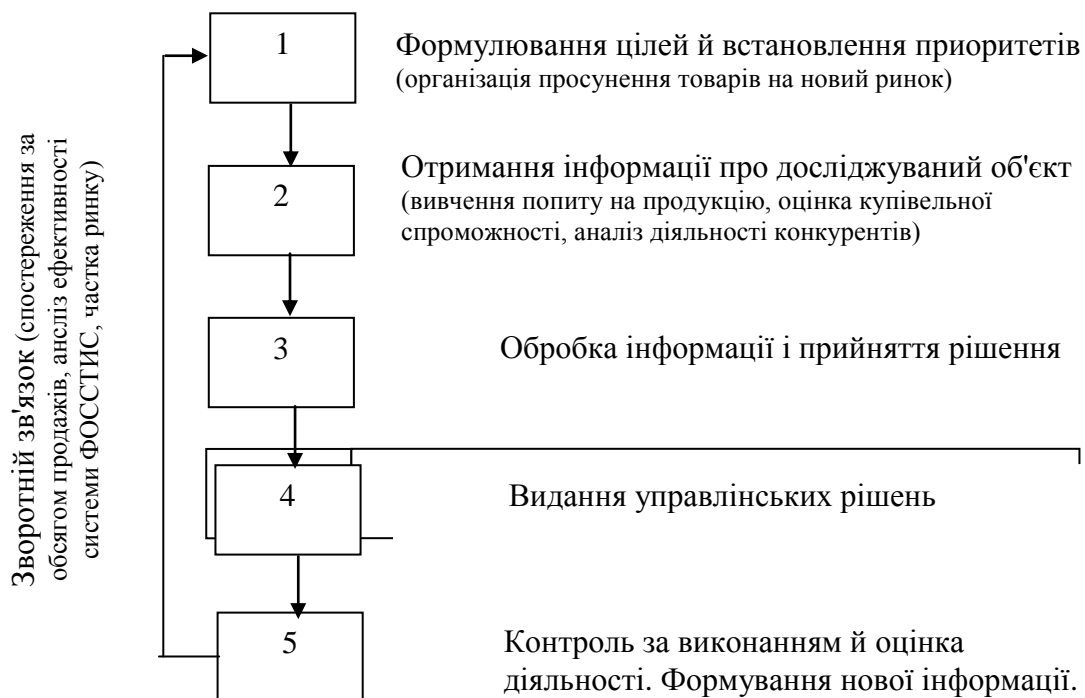 1
Формулювання цілей й встановлення приоритетів
(організація просунення товарів на новий ринок)
2
Отримання інформації про досліджуваний об'єкт
(вивчення попиту на продукцію, оцінка купівельної
спроможності, аналіз діяльності конкурентів)
3
Обробка інформації і прийняття рішення
4
Видання управлінських рішень
5
Контроль за виконанням й оцінка
діяльності. Формування нової інформації.
Зворотній зв'язок (спостереження за
обсягом продажів, ансліз ефективності
системи ФОССТИС, частка ринку)